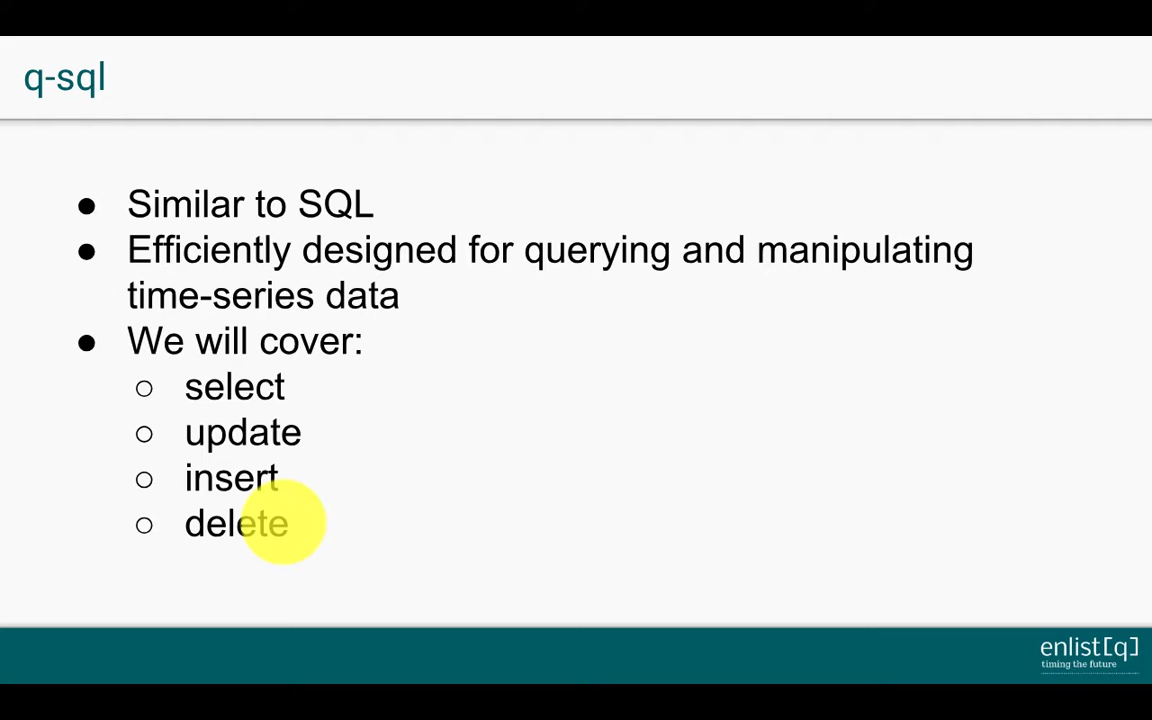 q-sql
● Similar to SQL
● Efficiently designed for querying and manipulating
time-series data
● We will cover:
○ select
○ update
○ insert
○ delete
enlist[q]
timing the future